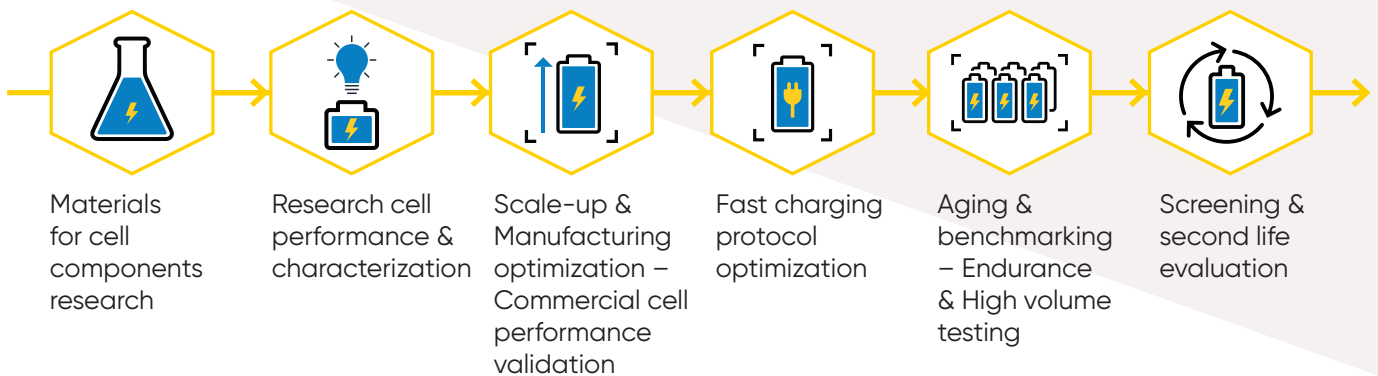 Materials
for cell
components
research
Research cell
performance &
characterization
Scale-up &
Manufacturing
optimization –
Commercial cell
performance
validation
Fast charging
protocol
optimization
Aging &
benchmarking
– Endurance
& High volume
testing
Screening &
second life
evaluation